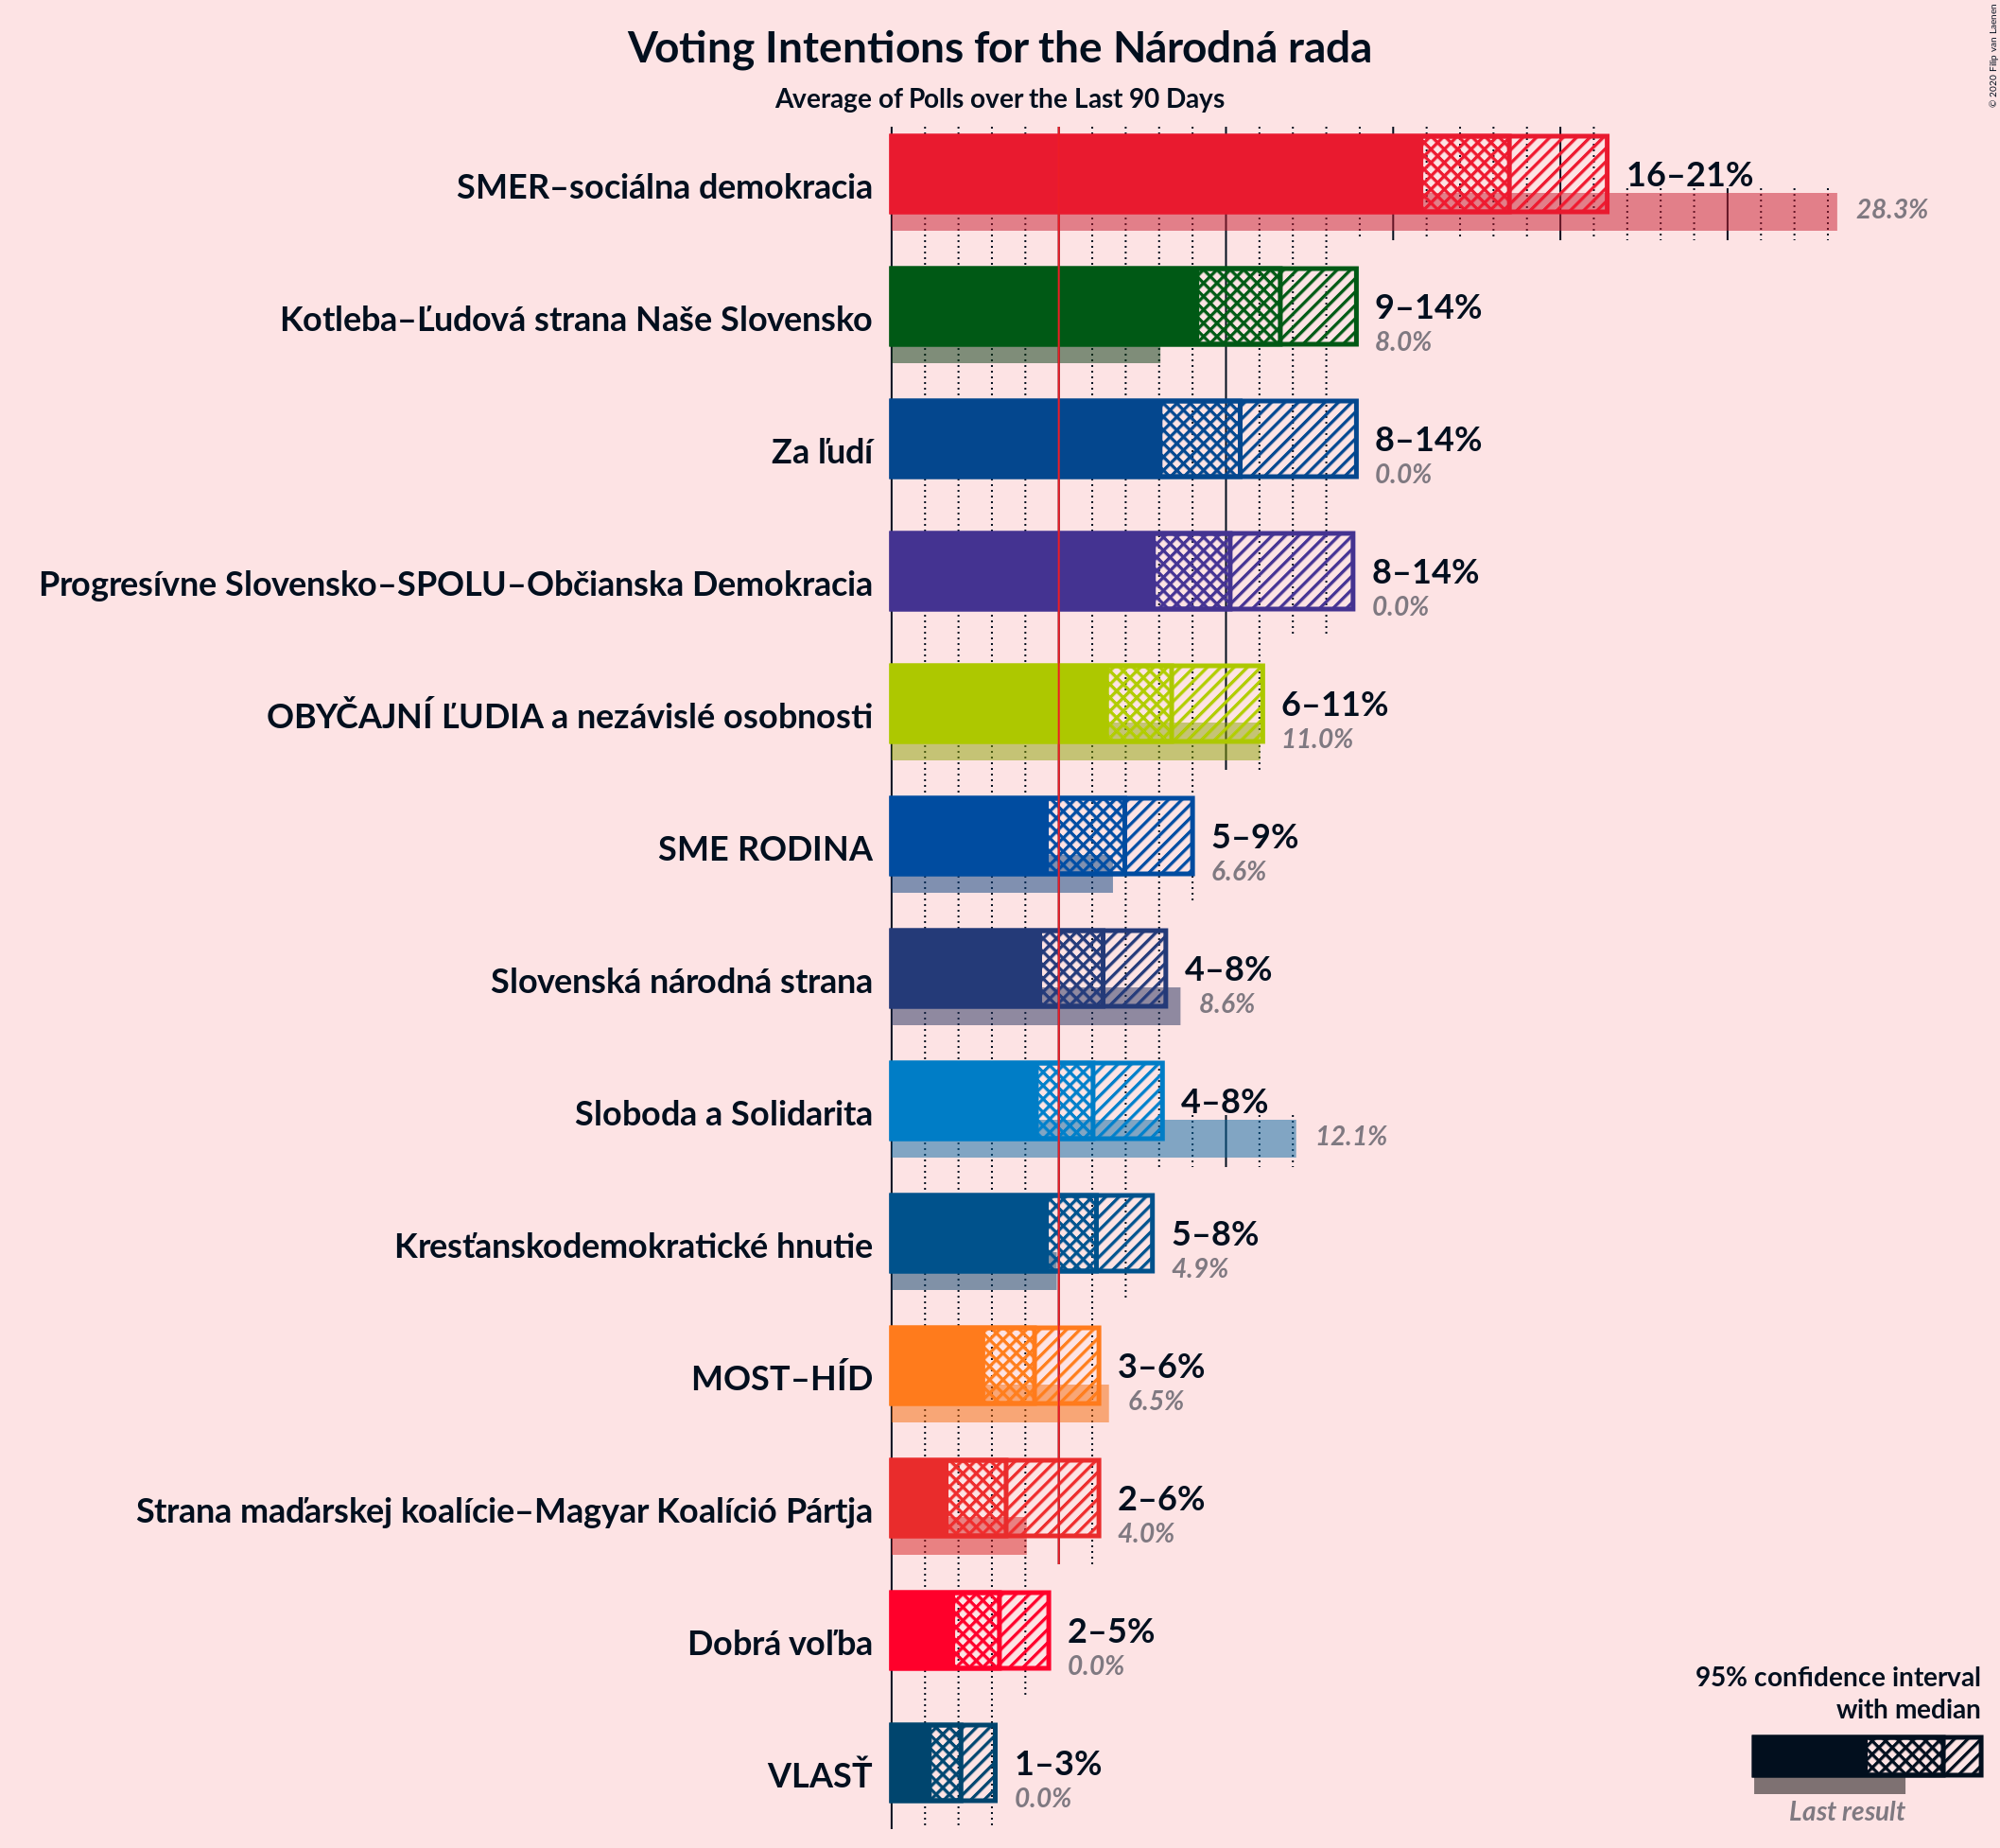 Voting Intentions for the Národná rada
Average of Polls over the Last 90 Days
© 2020 Filip van Laenen
SMER–sociálna demokracia
16–21%
28.3%
Kotleba–Ľudová strana Naše Slovensko
9–14%
8.0%
Za ľudí
8–14%
0.0%
Progresívne Slovensko–SPOLU–Občianska Demokracia
8–14%
0.0%
OBYČAJNÍ ĽUDIA a nezávislé osobnosti
6–11%
11.0%
SME RODINA
5–9%
6.6%
Slovenská národná strana
4–8%
8.6%
Sloboda a Solidarita
4–8%
12.1%
Kresťanskodemokratické hnutie
5–8%
4.9%
MOST–HÍD
3–6%
6.5%
Strana maďarskej koalície–Magyar Koalíció Pártja
2–6%
4.0%
Dobrá voľba
2–5%
0.0%
VLASŤ
1–3%
0.0%
95% confidence interval
with median
Last result